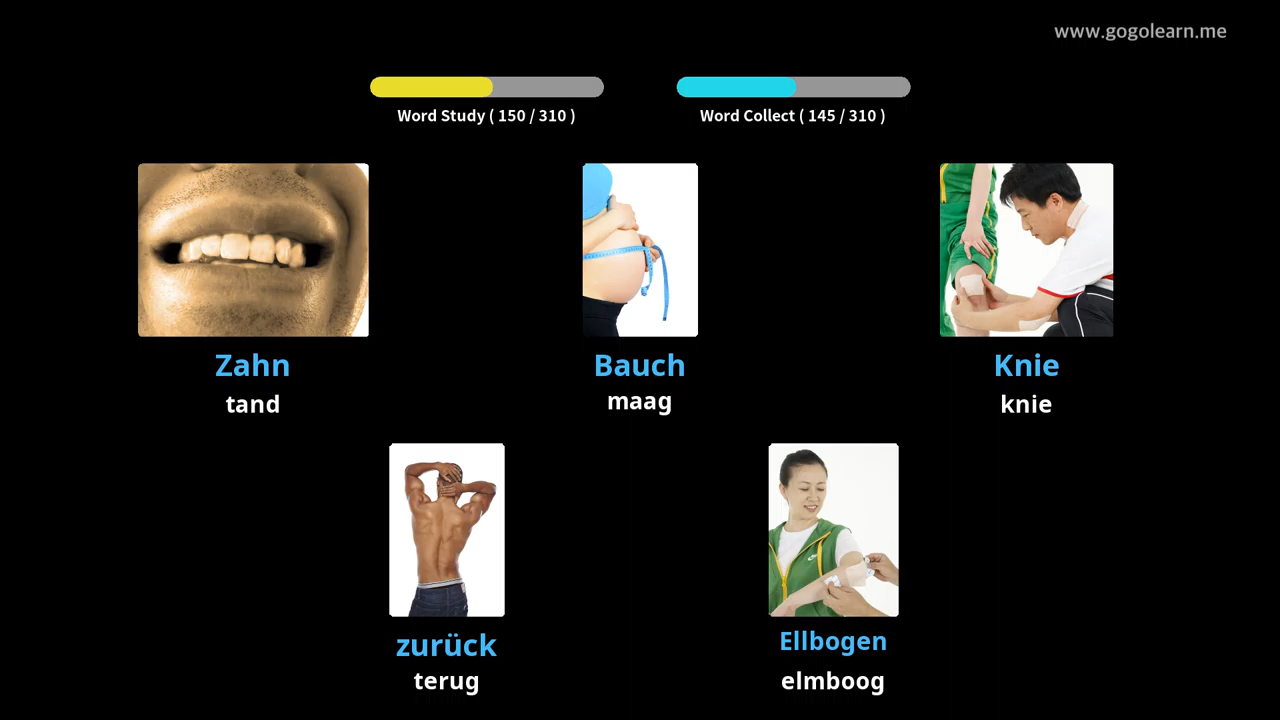 www.gogolearn.me
Word Study ( 150 / 310 )
Word Collect ( 145 / 310 )
Zahn
tand
Bauch
maag
Knie
knie
zurück
terug
Ellbogen
elmboog